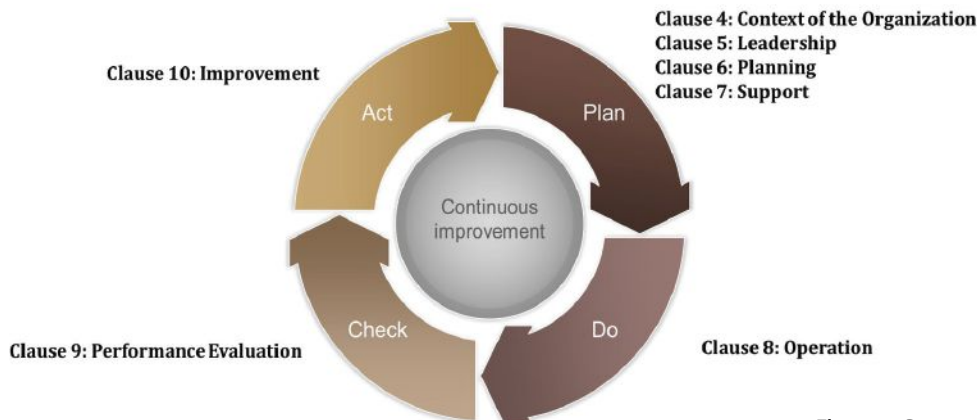 Clause 4: Context of the Organization
Clause 5: Leadership
Clause 6: Planning
Clause 7: Support
Clause 10: Improvement
Act
Plan
Continuous
improvement
Check
Do
Clause 9: Performance Evaluation
Clause 8: Operation